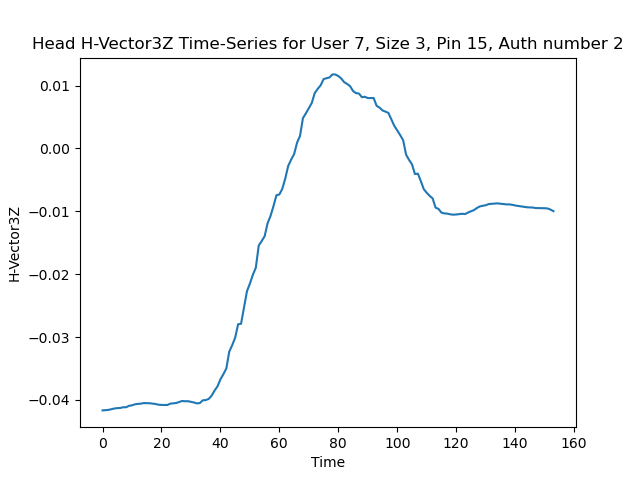 Head H-Vector3Z Time-Series for User 7, Size 3, Pin 15, Auth number 2
H-Vector3Z
0.01
0.00
−0.01
−0.02
−0.03
−0.04
0 20 40 60 80 100 120 140 160
Time